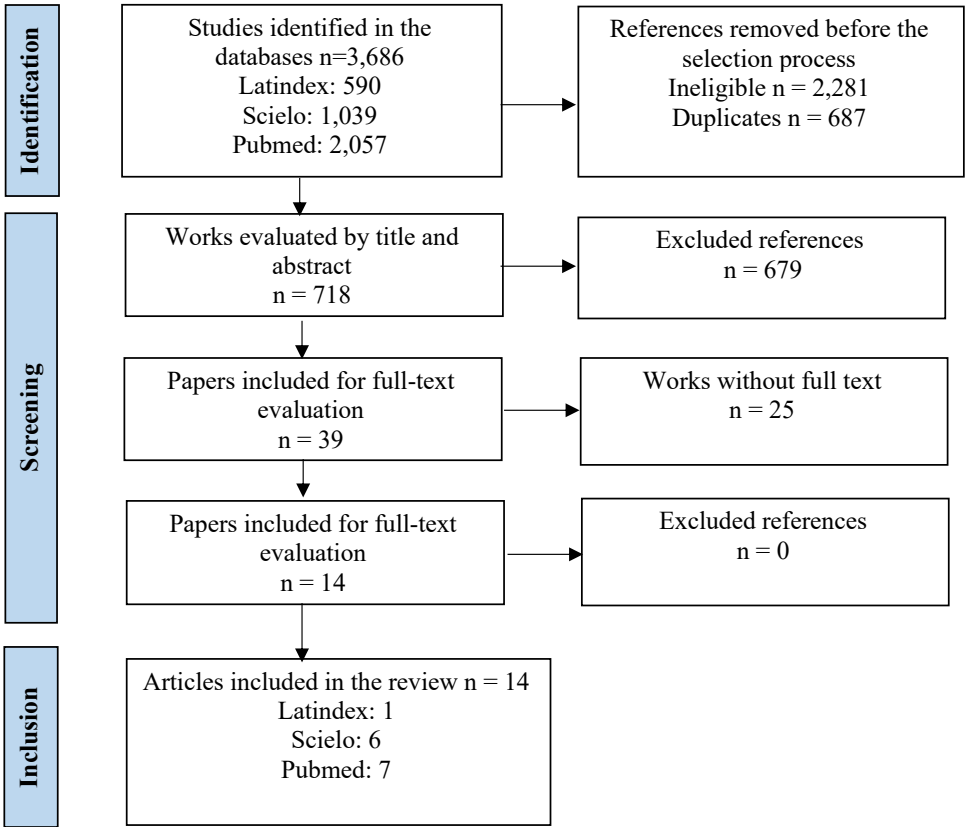 Identification
Studies identified in the
databases n=3,686
Latindex: 590
Scielo: 1,039
Pubmed: 2,057
References removed before the
selection process
Ineligible n = 2,281
Duplicates n = 687
Screening
Works evaluated by title and
abstract
n = 718
Excluded references
n = 679
Papers included for full-text
evaluation
n = 39
Works without full text
n = 25
Papers included for full-text
evaluation
n = 14
Excluded references
n = 0
Inclusion
Articles included in the review n = 14
Latindex: 1
Scielo: 6
Pubmed: 7